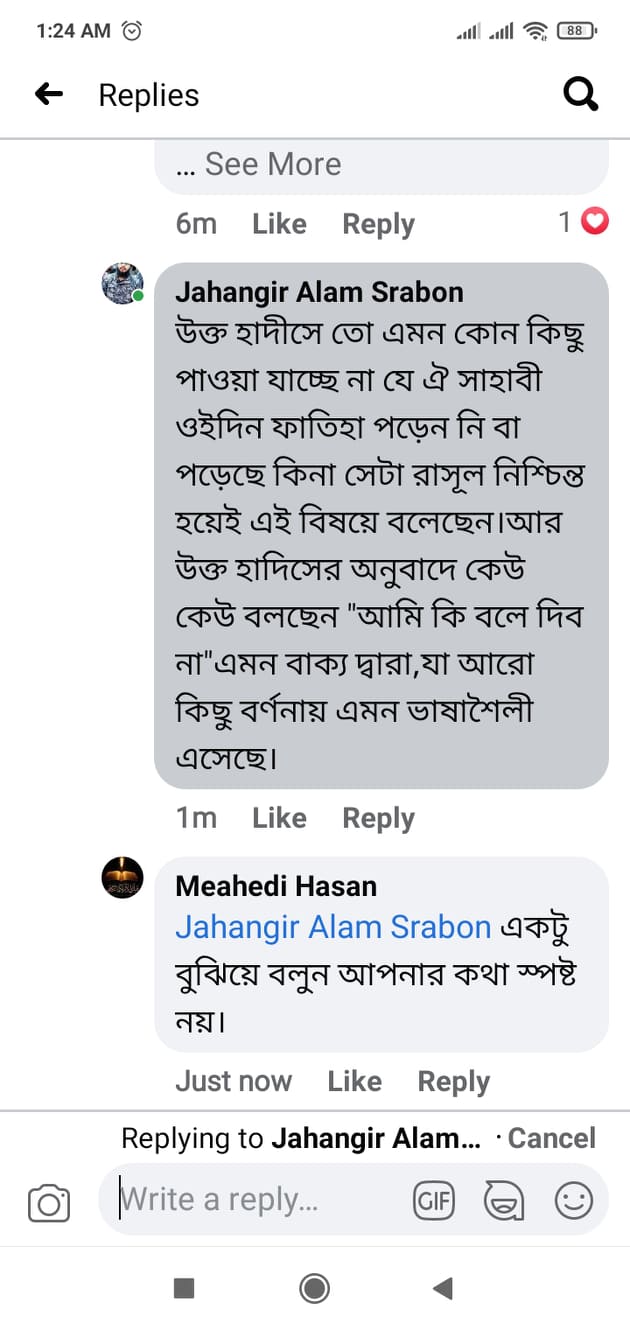 1:24 AM
88
Replies
... See More
6m Like Reply 1
Jahangir Alam Srabon
উক্ত হাদীসে তো এমন কোন কিছু
পাওয়া যাচ্ছে না যে ঐ সাহাবী
ওইদিন ফাতিহা পড়েন নি বা
পড়েছে কিনা সেটা রাসূল নিশ্চিন্ত
হয়েই এই বিষয়ে বলেছেন।আর
উক্ত হাদিসের অনুবাদে কেউ
কেউ বলছেন "আমি কি বলে দিব
না"এমন বাক্য দ্বারা,যা আরো
কিছু বর্ণনায় এমন ভাষাশৈলী
এসেছে।
1m Like Reply
Meahedi Hasan
Jahangir Alam Srabon একটু
বুঝিয়ে বলুন আপনার কথা স্পষ্ট
নয়।
Just now Like Reply
Replying to Jahangir Alam... · Cancel
Write a reply...
GIF